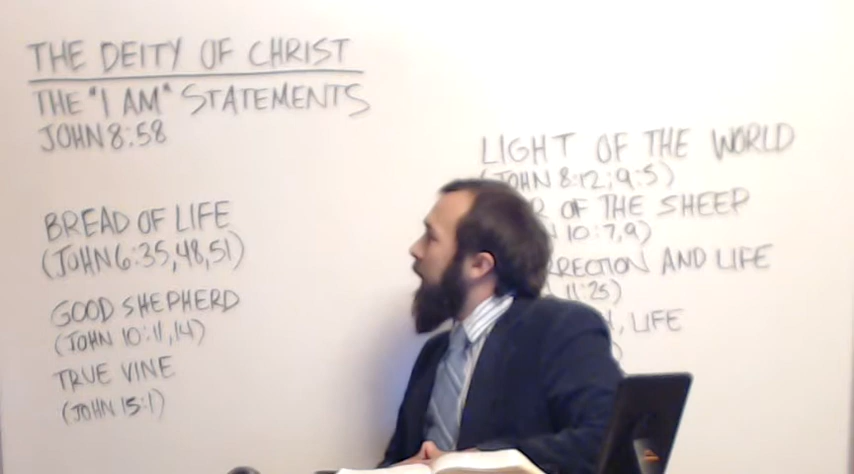 THE DEITY OF CHRIST
THE "I AM" STATEMENTS
JOHN 8:58
BREAD OF LIFE
(JOHN 6:35,48,51)
GOOD SHEPHERD
(JOHN 10:11,14)
TRUE VINE
(JOHN 15:1)
LIGHT OF THE WORLD
(JOHN 8:12; 9:5)
OF THE SHEEP
10:7,9)
RRECTION AND LIFE
11:25)
, LIFE
)